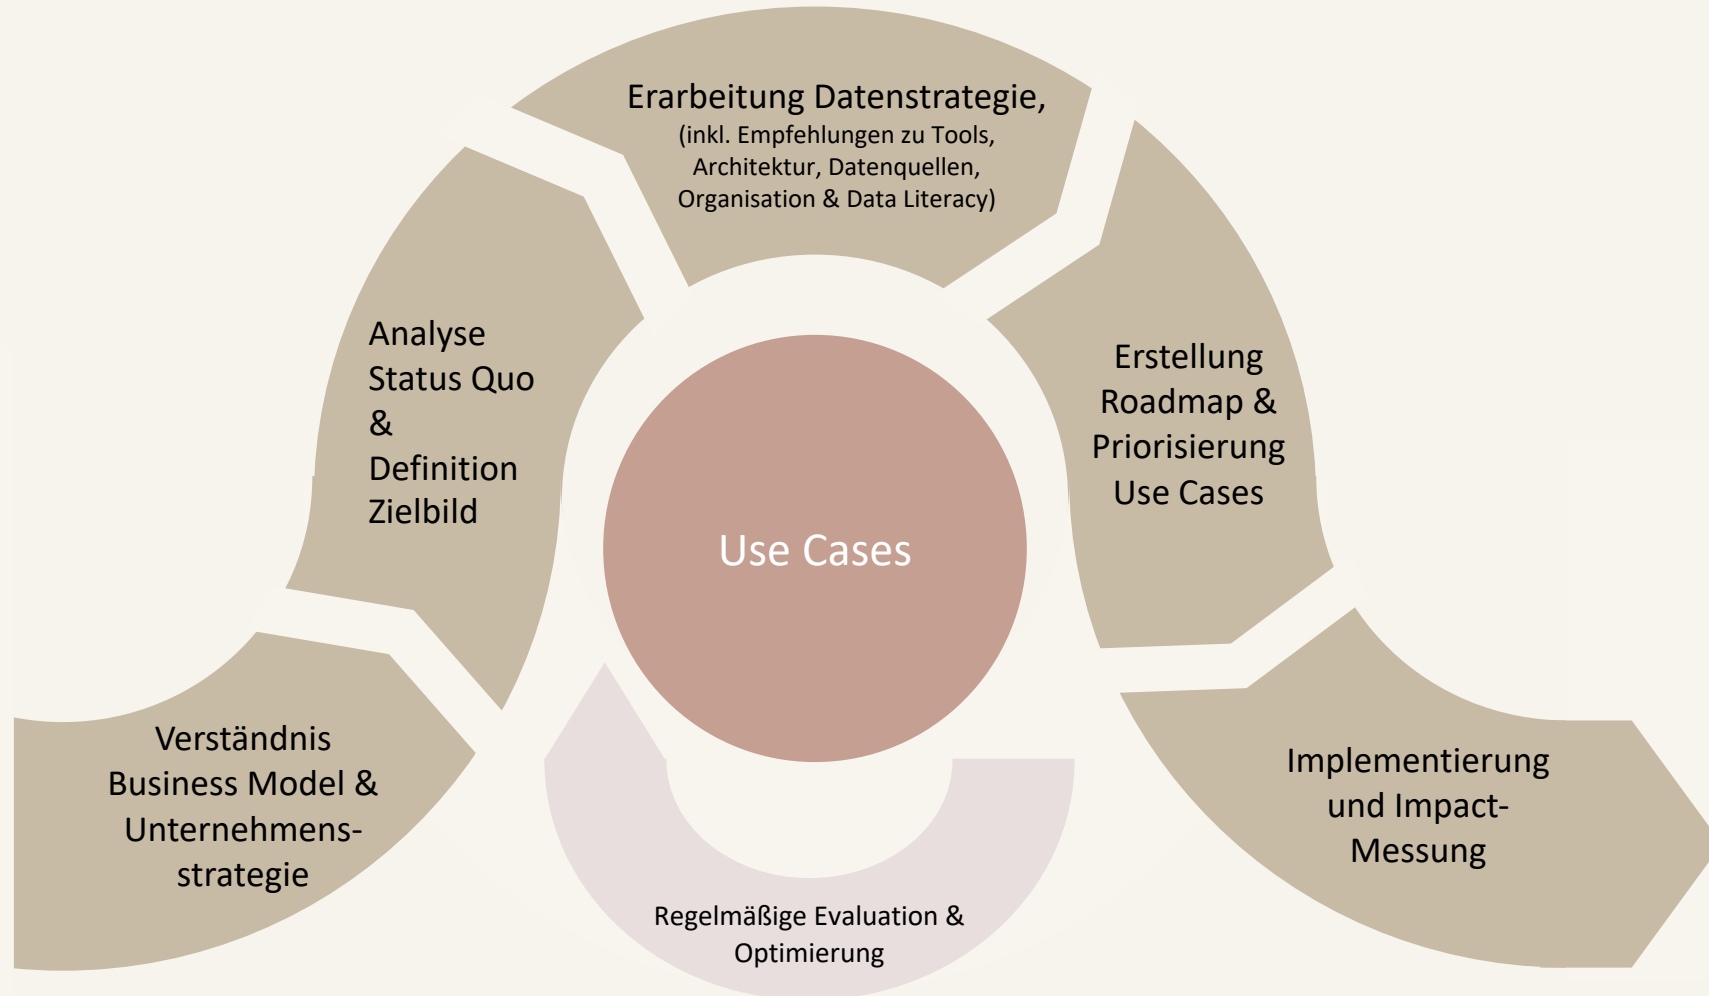 Verständnis
Business Model &
Unternehmens-
strategie
Analyse
Status Quo
&
Definition
Zielbild
Erarbeitung Datenstrategie,
(inkl. Empfehlungen zu Tools,
Architektur, Datenquellen,
Organisation & Data Literacy)
Erstellung
Roadmap &
Priorisierung
Use Cases
Implementierung
und Impact-
Messung
Use Cases
Regelmäßige Evaluation &
Optimierung